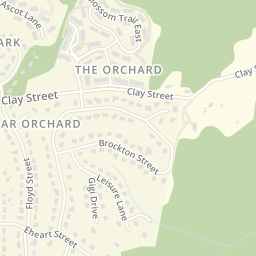 Ascot Lane
lossom Trail
East
ARK
THE ORCHARD
Clay S
Clay Street
Clay Street
AR ORCHARD
Brockton Street
Floyd Street
Gigi Drive
Leisure Lane
Eheart Street